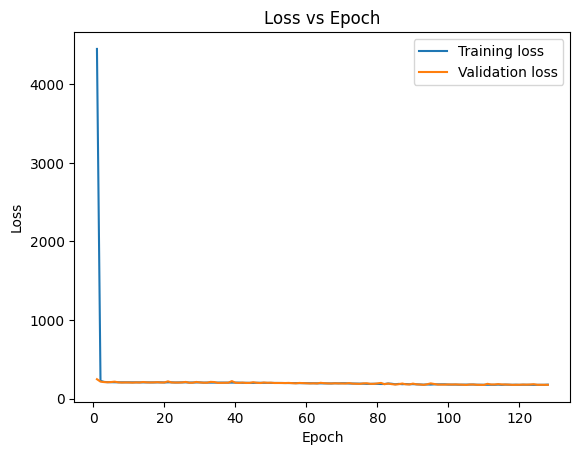 Loss vs Epoch
Training loss
Validation loss
4000
3000
2000
1000
0
Loss
0 20 40 60 80 100 120
Epoch